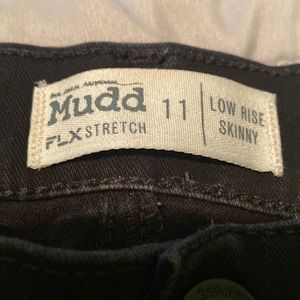 Mudd
FLX STRETCH
11
LOW RISE
SKINNY